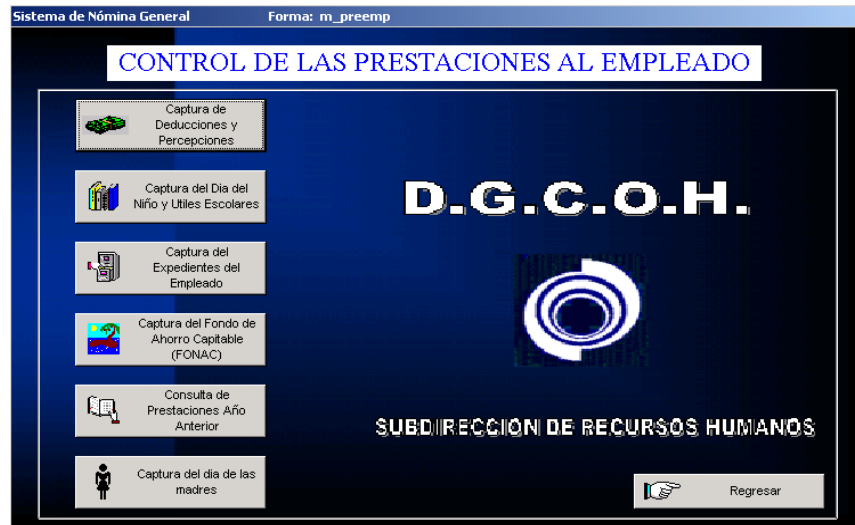 Sistema de Nómina General Forma: m_preemp
CONTROL DE LAS PRESTACIONES AL EMPLEADO
Captura de
Deducciones y
Percepciones
Captura del Dia del
Niño y Utiles Escolares
Captura del
Expedientes del
Empleado
Captura del Fondo de
Ahorro Capitable
(FONAC)
Consulta de
Prestaciones Año
Anterior
Captura del dia de las
madres
D.G.C.O.H.
SUBDIRECCION DE RECURSOS HUMANOS
Regresar